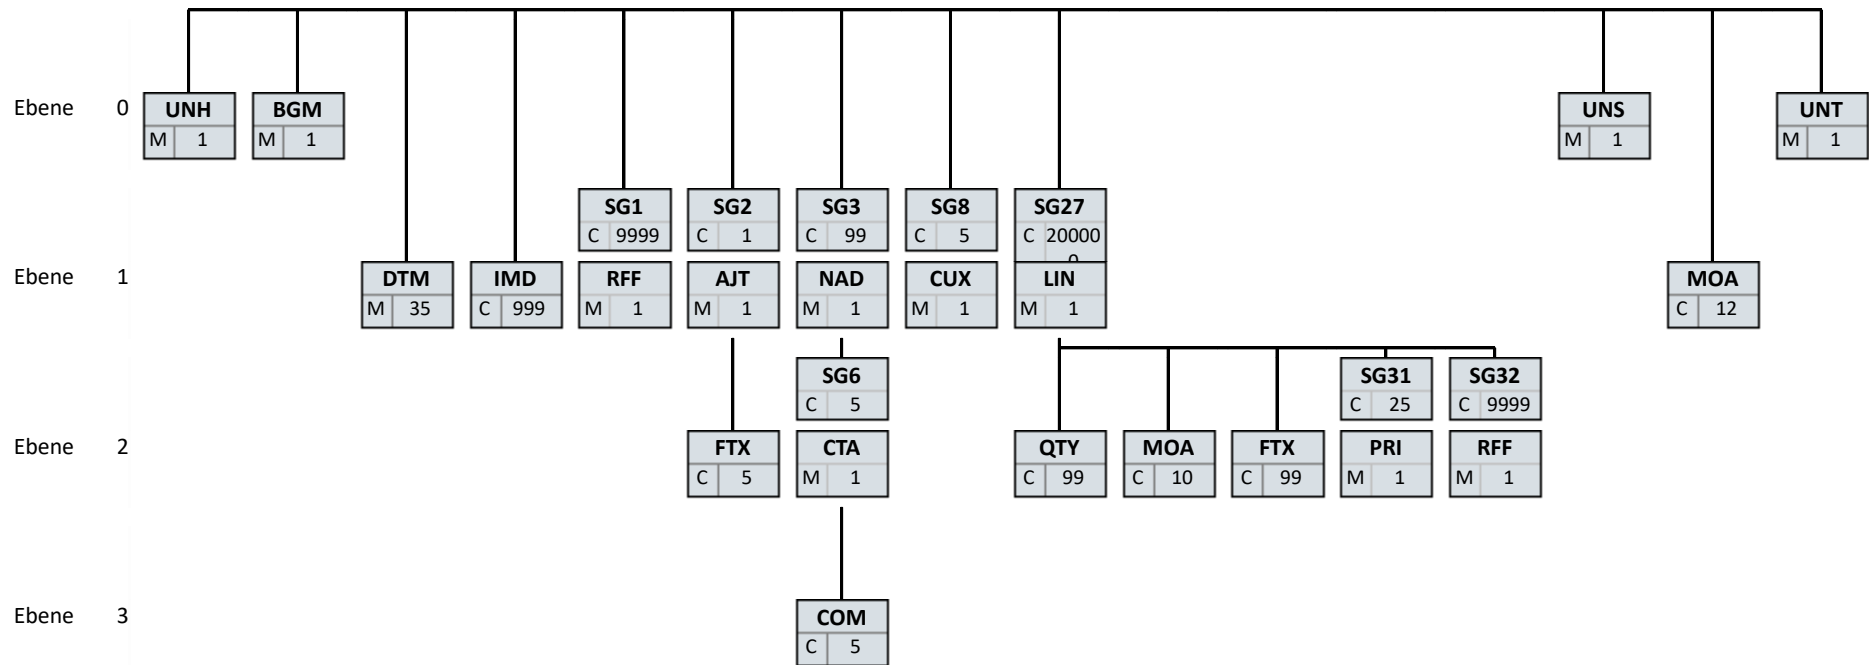 Ebene 0 UNH BGM UNS UNT
M 1 M 1 M 1 M 1
SG1 SG2 SG3 SG8 SG27
C 9999 C 1 C 99 C 5 C 20000
0
Ebene 1 DTM IMD RFF AJT NAD CUX LIN MOA
M 35 C 999 M 1 M 1 M 1 M 1 M 1 C 12
SG6 SG31 SG32
C 5 C 25 C 9999
Ebene 2 FTX CTA QTY MOA FTX PRI RFF
C 5 M 1 C 99 C 10 C 99 M 1 M 1
Ebene 3 COM
C 5